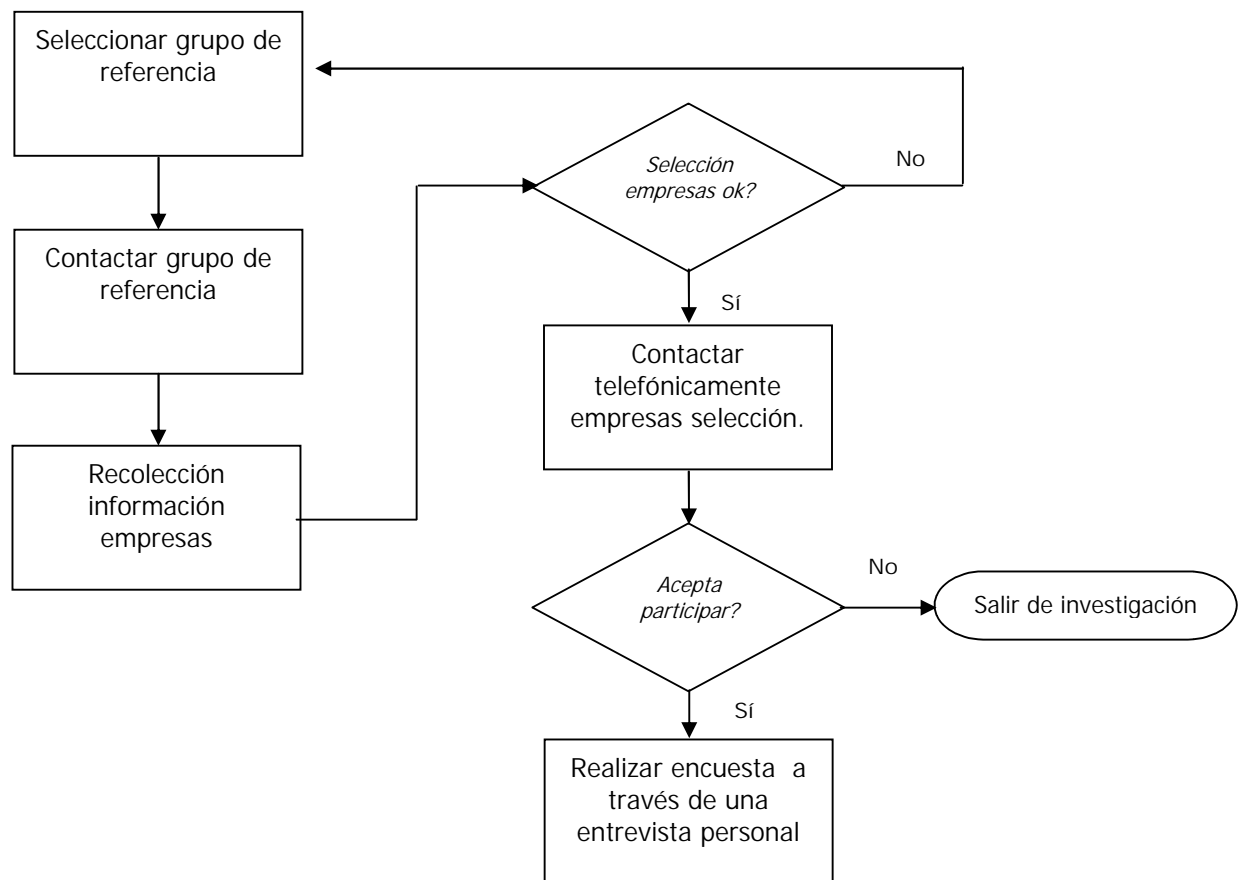 Seleccionar grupo de
referencia
Contactar grupo de
referencia
Recolección
información
empresas
Selección
empresas ok?
No
Sí
Contactar
telefónicamente
empresas selección.
Acepta
participar?
No
Salir de investigación
Sí
Realizar encuesta a
través de una
entrevista personal